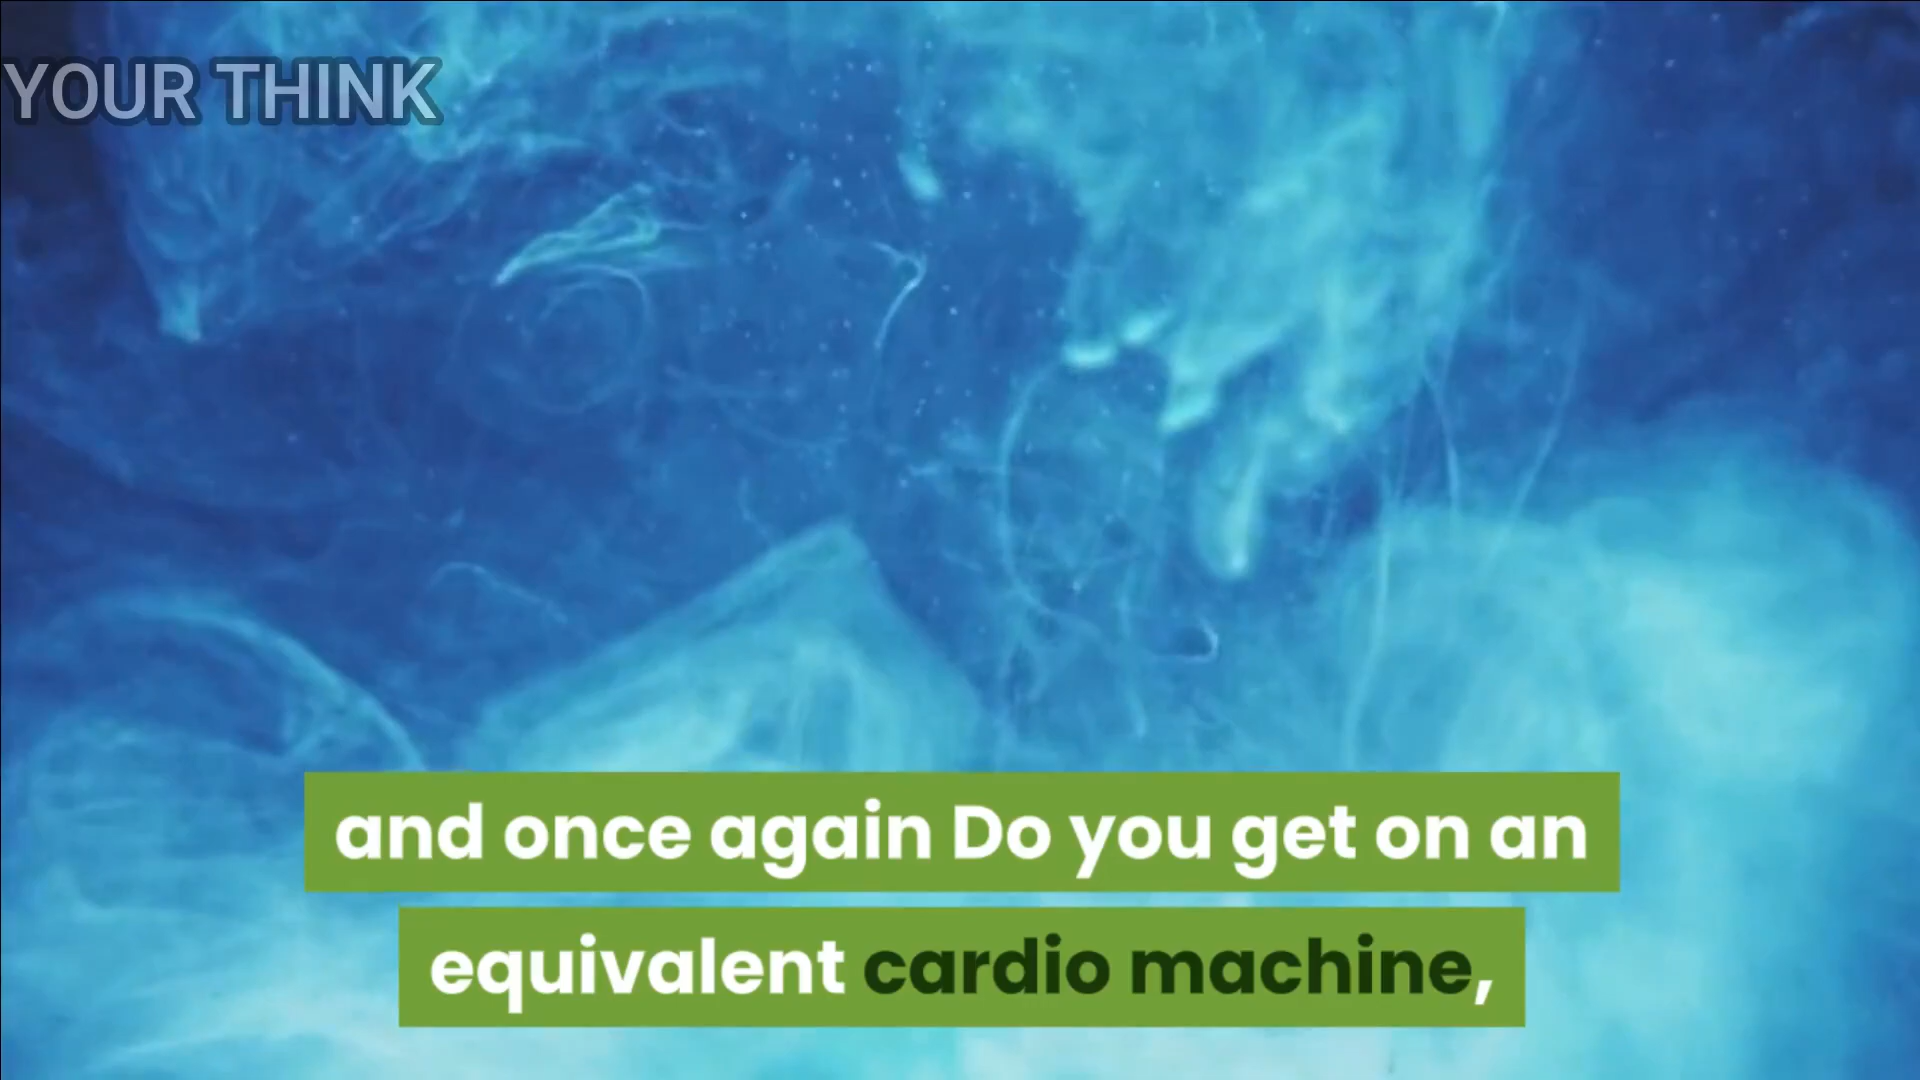 YOUR THINK
and once again Do you get on an
equivalent cardio machine,